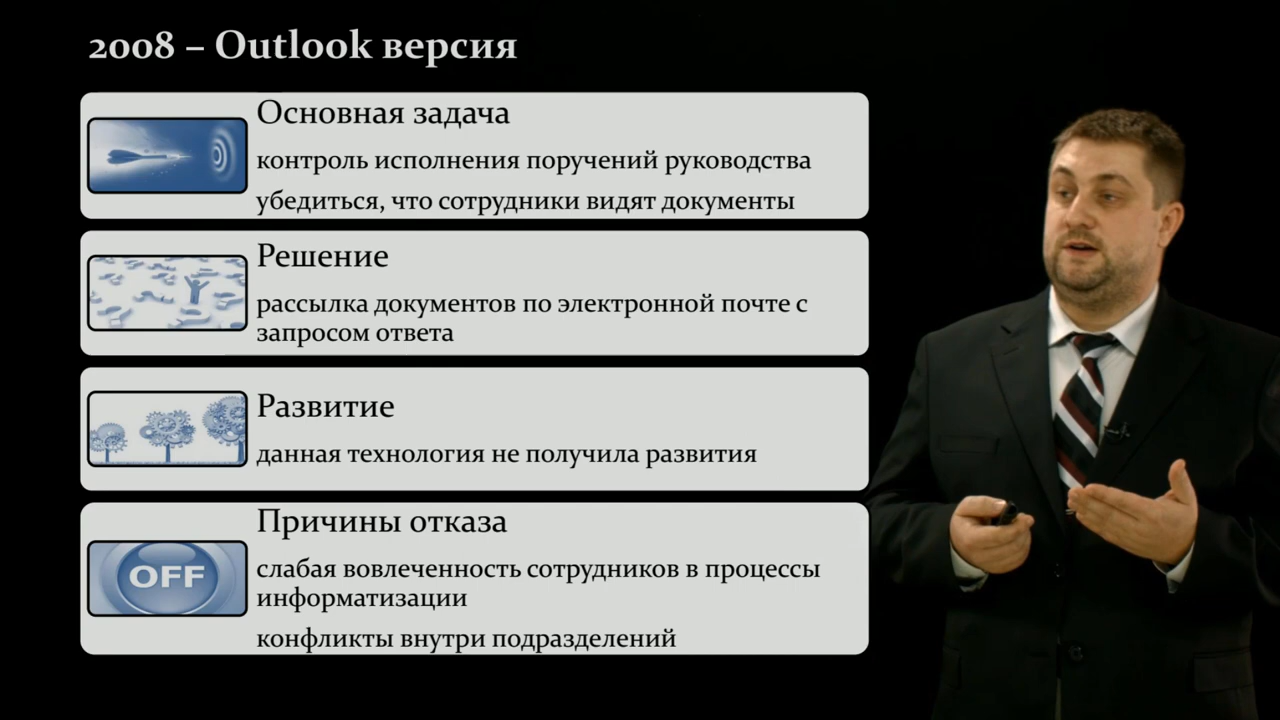 2008 – Outlook версия
Основная задача
контроль исполнения поручений руководства
убедиться, что сотрудники видят документы
Решение
рассылка документов по электронной почте с
запросом ответа
Развитие
данная технология не получила развития
OFF
Причины отказа
слабая вовлеченность сотрудников в процессы
информатизации
конфликты внутри подразделений